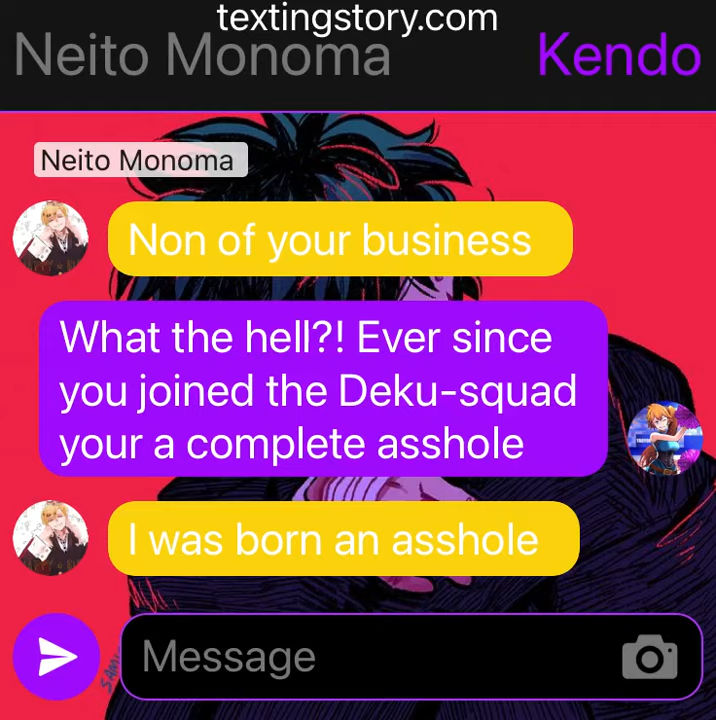 textingstory.com
Neito Monoma
Kendo
Neito Monoma
Non of your business
What the hell?! Ever since
you joined the Deku-squad
your a complete asshole
I was born an asshole
Message